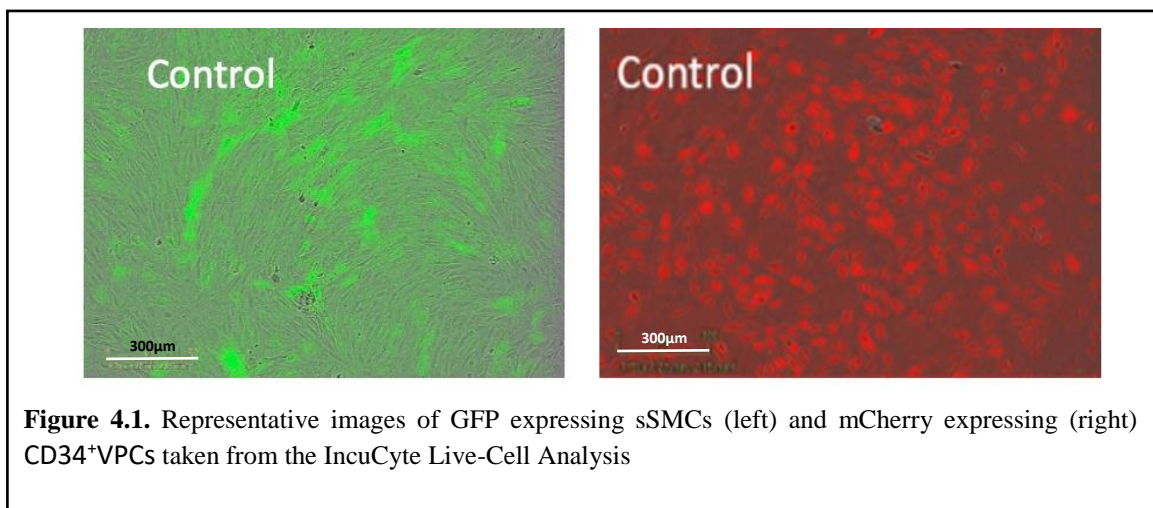 Control
Control
300µm
300µm
Figure 4.1. Representative images of GFP expressing sSMCs (left) and mCherry expressing (right)
CD34⁺VPCs taken from the IncuCyte Live-Cell Analysis